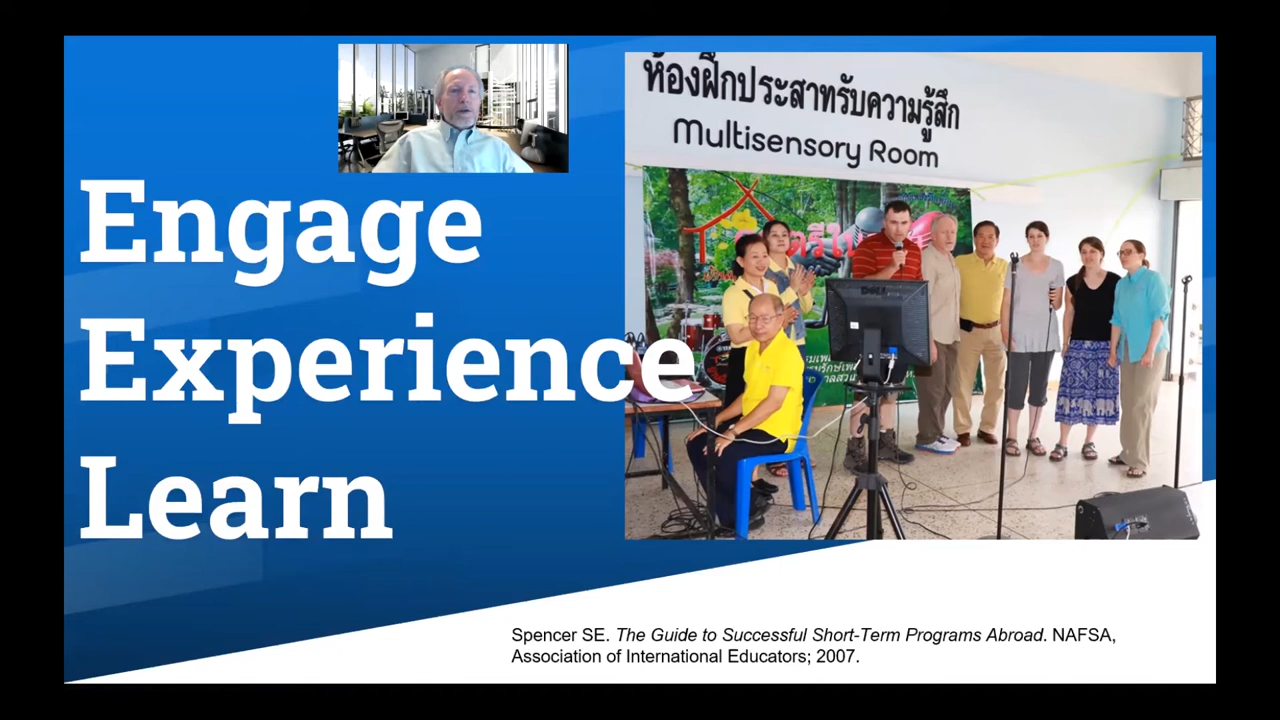 Engage
Experience
Learn
ห้องฝึกประสาทรับความรู้สึก
Multisensory Room
DELL
Spencer SE. The Guide to Successful Short-Term Programs Abroad. NAFSA,
Association of International Educators; 2007.